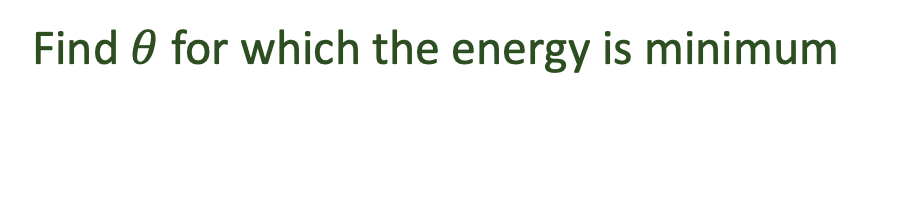 Find θ for which the energy is minimum